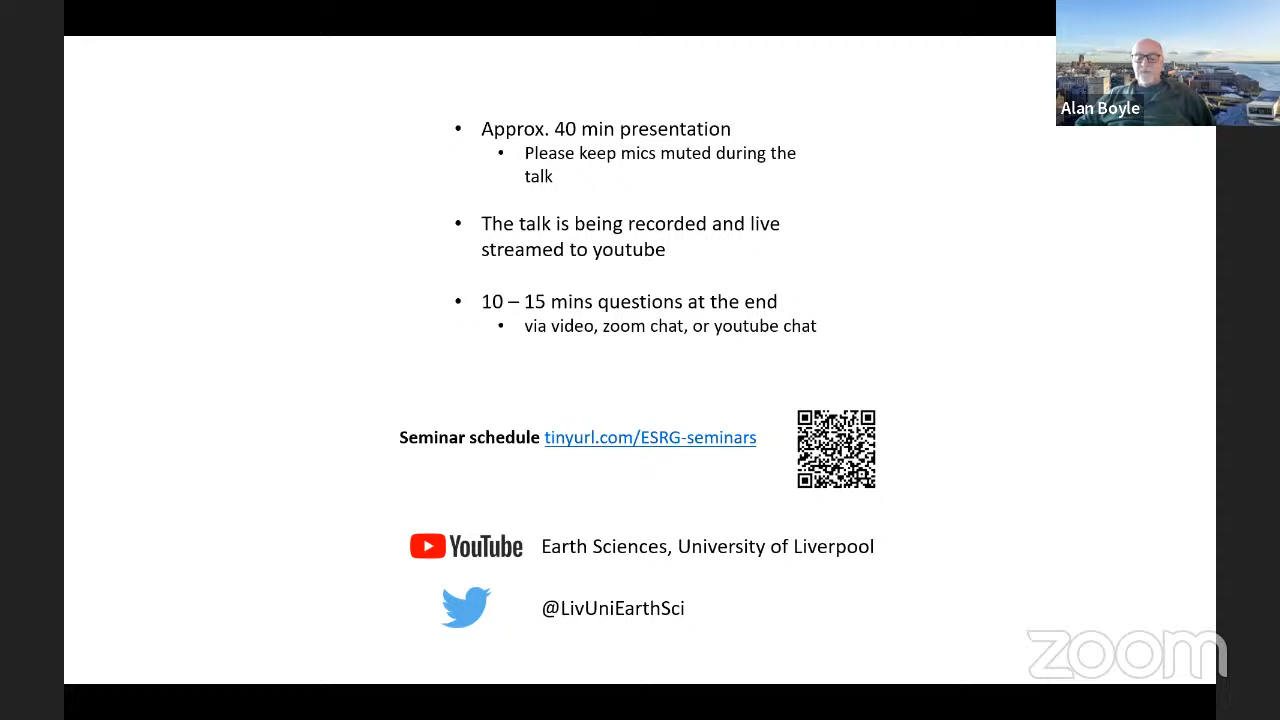 Alan Boyle
• Approx. 40 min presentation
• Please keep mics muted during the
talk
• The talk is being recorded and live
streamed to youtube
• 10 – 15 mins questions at the end
• via video, zoom chat, or youtube chat
Seminar schedule tinyurl.com/ESRG-seminars
YouTube Earth Sciences, University of Liverpool
@LivUniEarthSci
zoom